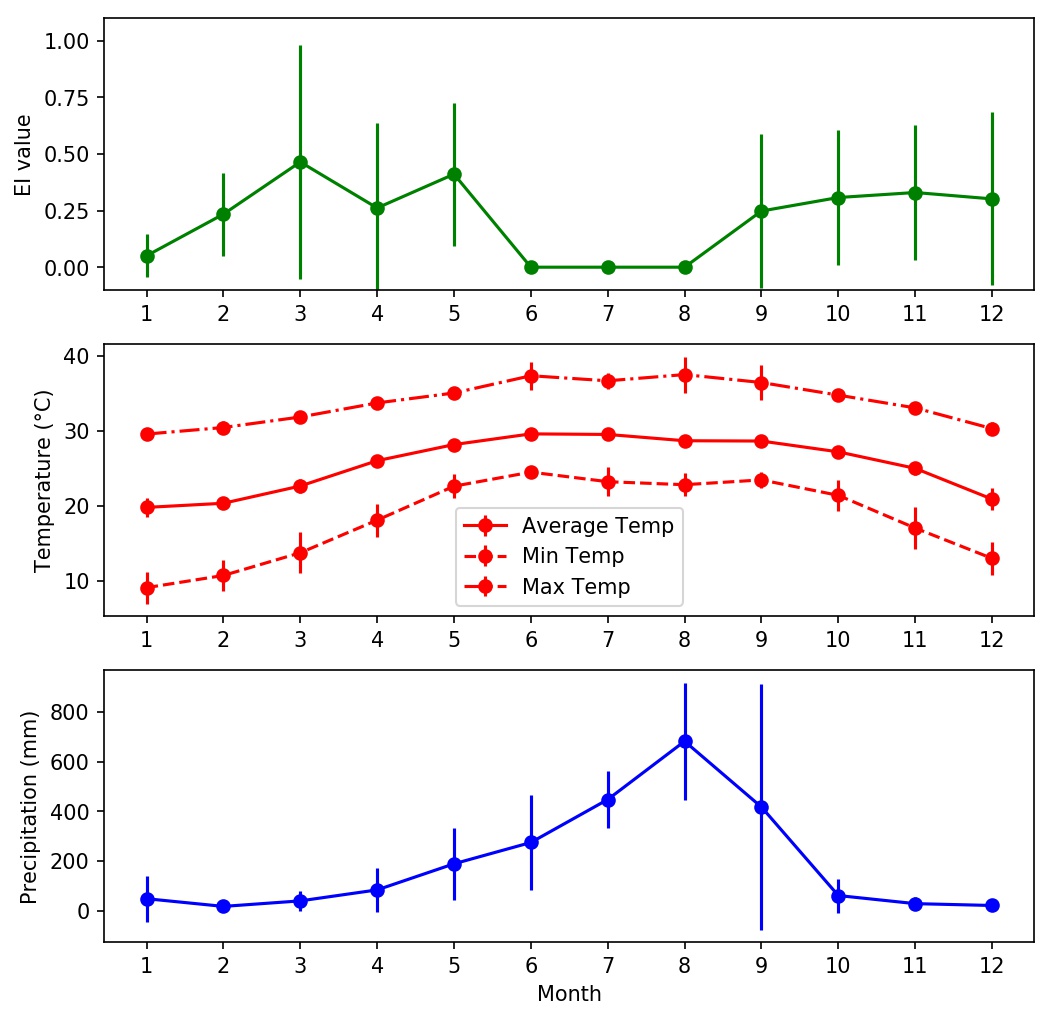 EI value
1.00
0.75
0.50
0.25
0.00
1 2 3 4 5 6 7 8 9 10 11 12
Temperature (°C)
40
30
20
10
Average Temp
Min Temp
Max Temp
1 2 3 4 5 6 7 8 9 10 11 12
Precipitation (mm)
800
600
400
200
0
1 2 3 4 5 6 7 8 9 10 11 12
Month